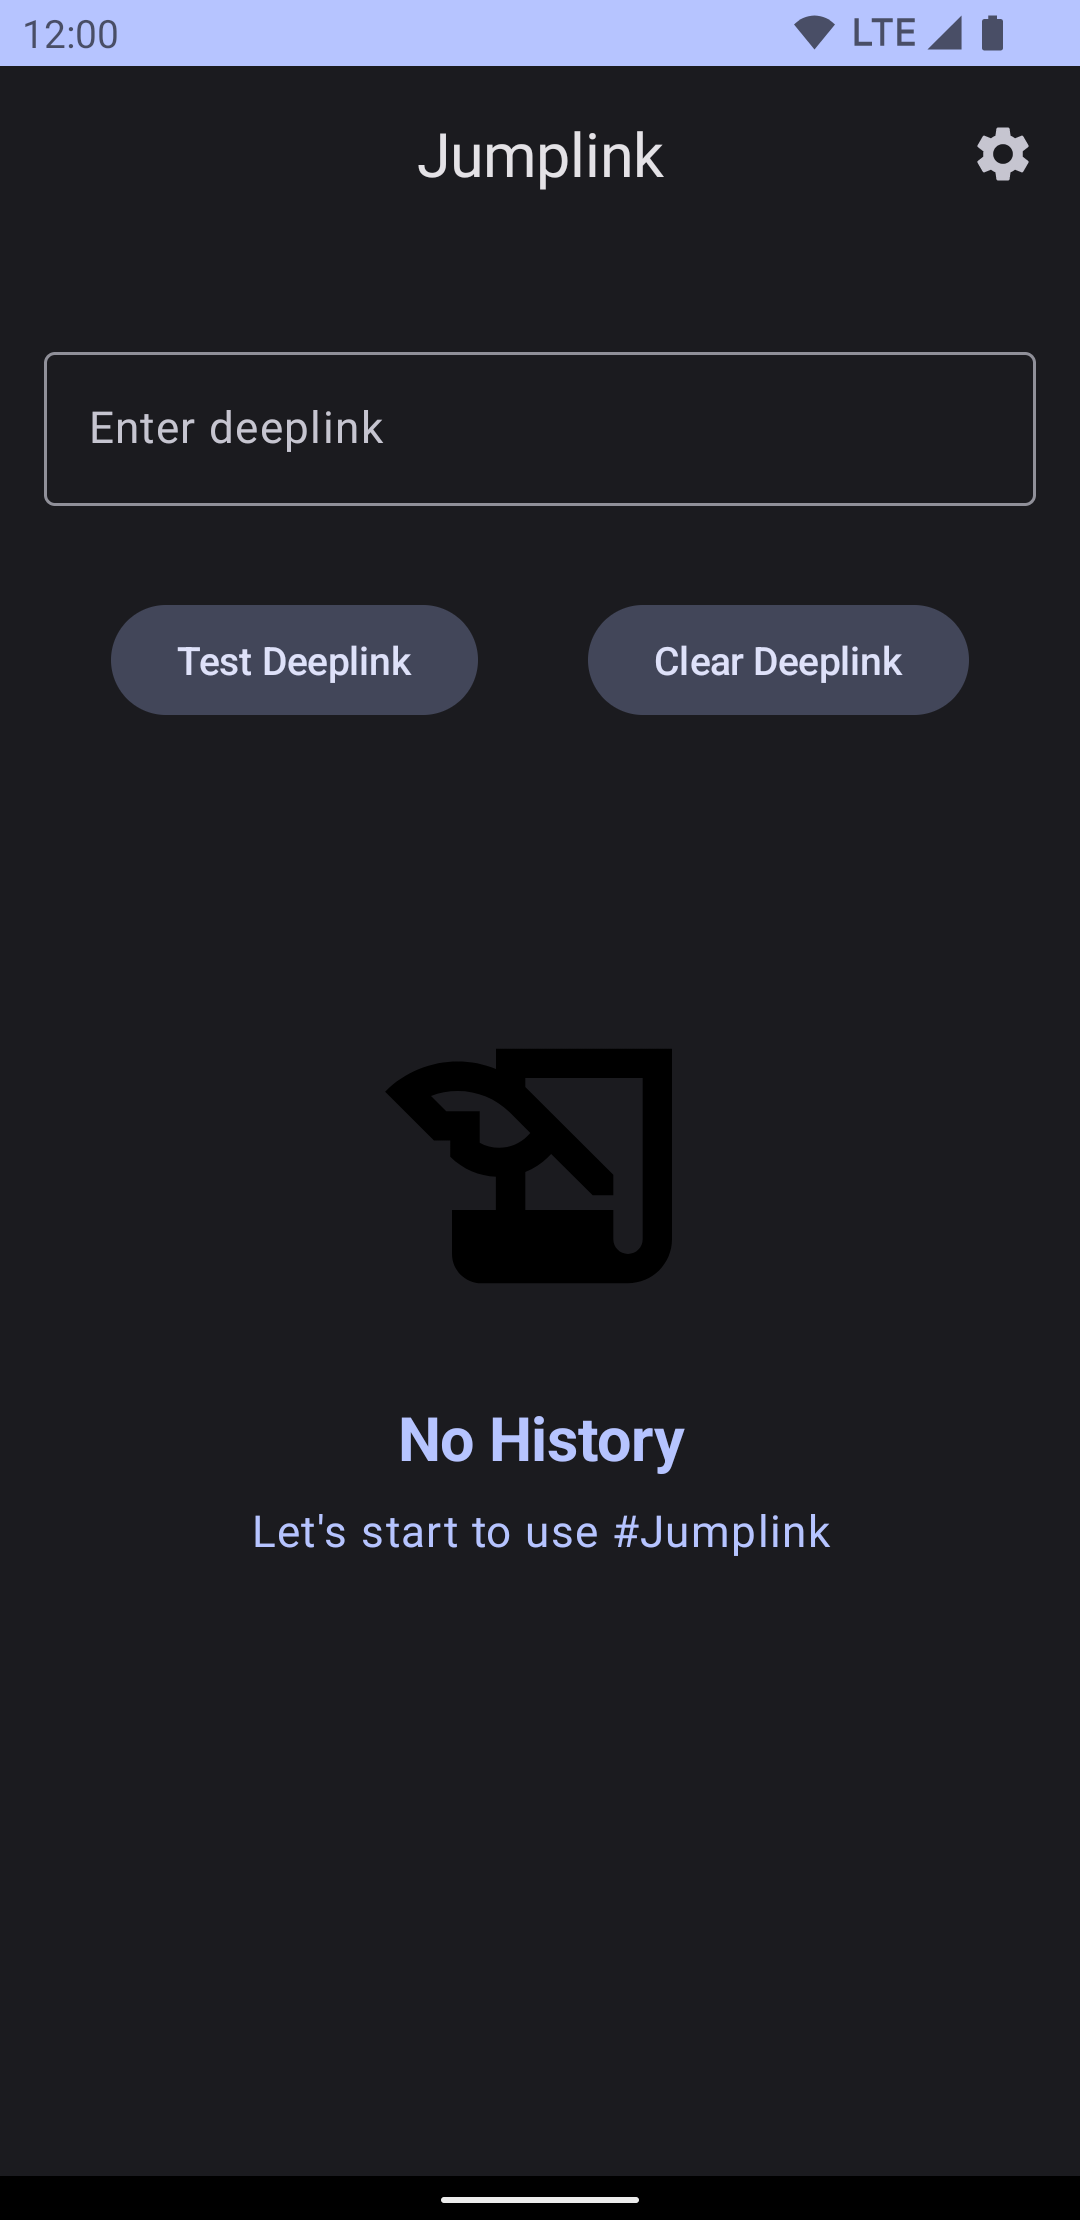 12:00 LTE
Jumplink
Enter deeplink
Test Deeplink Clear Deeplink
No History
Let's start to use #Jumplink